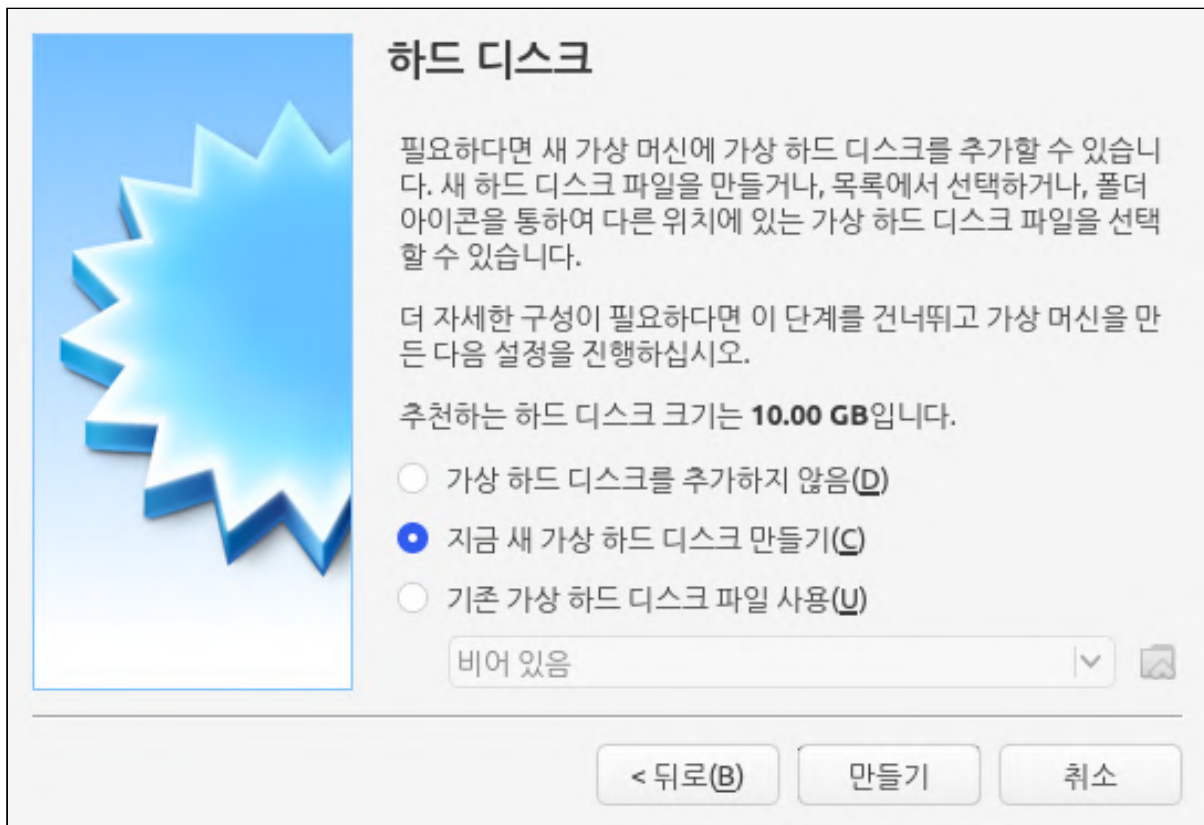 하드 디스크
필요하다면 새 가상 머신에 가상 하드 디스크를 추가할 수 있습니
다. 새 하드 디스크 파일을 만들거나, 목록에서 선택하거나, 폴더
아이콘을 통하여 다른 위치에 있는 가상 하드 디스크 파일을 선택
할 수 있습니다.
더 자세한 구성이 필요하다면 이 단계를 건너뛰고 가상 머신을 만
든 다음 설정을 진행하십시오.
추천하는 하드 디스크 크기는 10.00 GB입니다.
가상 하드 디스크를 추가하지 않음(D)
지금 새 가상 하드 디스크 만들기(C)
기존 가상 하드 디스크 파일 사용(U)
비어 있음
< 뒤로(B) 만들기 취소